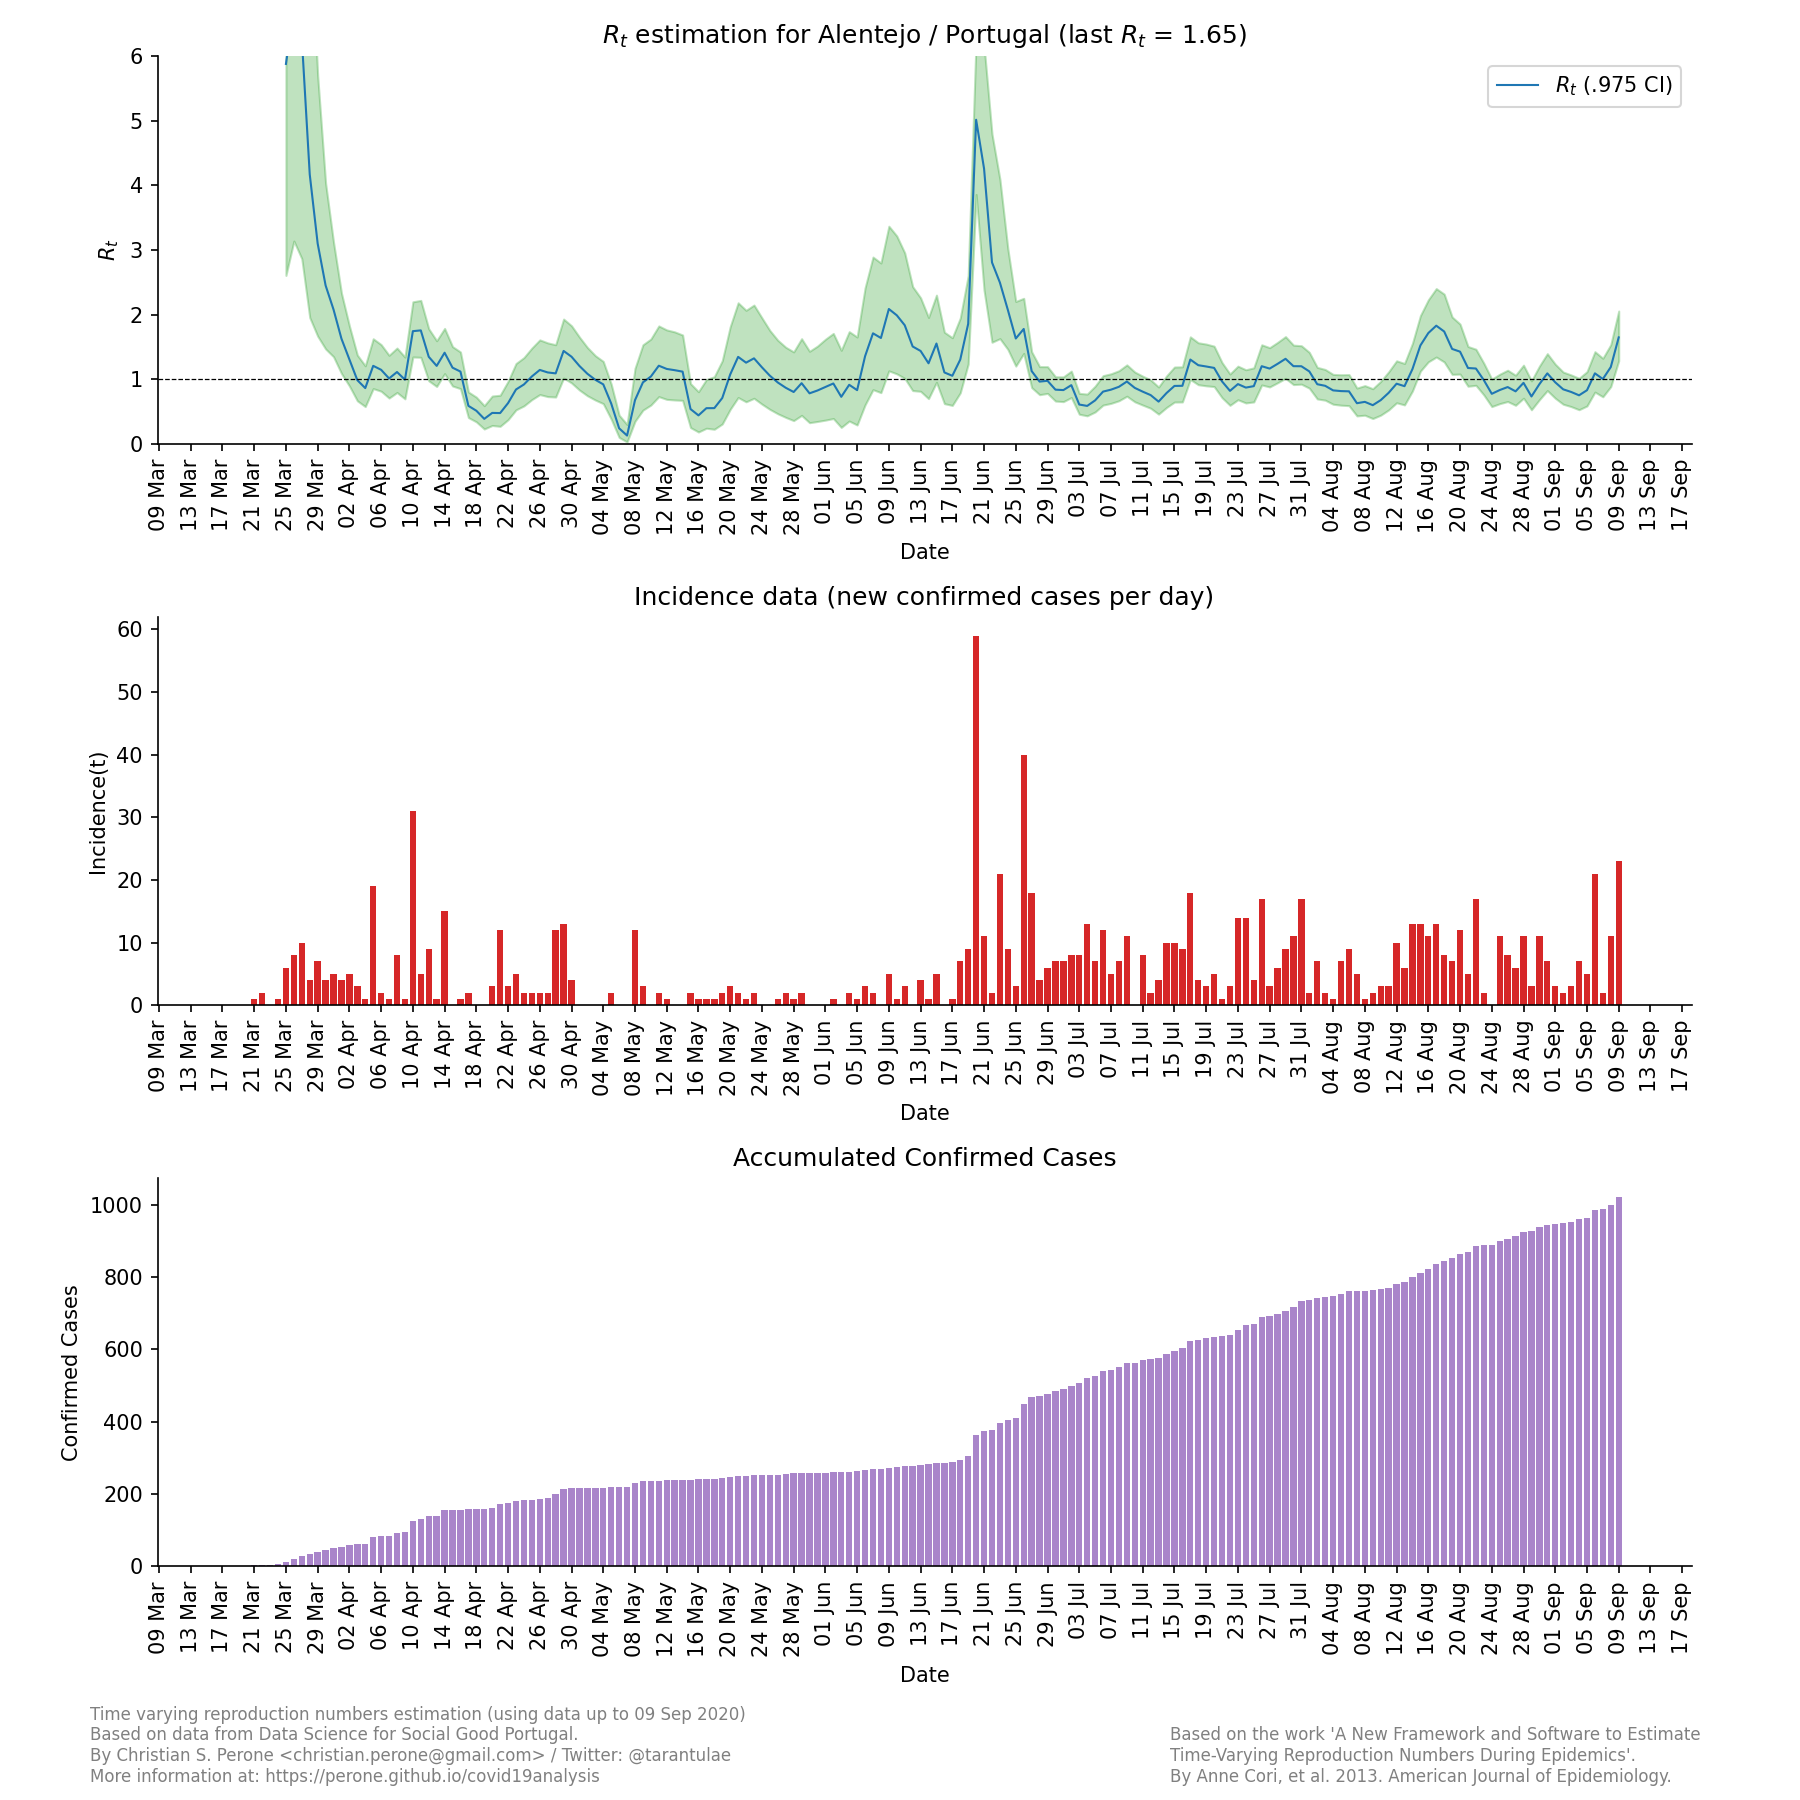 Rt estimation for Alentejo / Portugal (last Rt = 1.65)
Rt (.975 CI)
6
5
4
3
2
1
0
Rt
09 Mar 13 Mar 17 Mar 21 Mar 25 Mar 29 Mar 02 Apr 06 Apr 10 Apr 14 Apr 18 Apr 22 Apr 26 Apr 30 Apr 04 May 08 May 12 May 16 May 20 May 24 May 28 May 01 Jun 05 Jun 09 Jun 13 Jun 17 Jun 21 Jun 25 Jun 29 Jun 03 Jul 07 Jul 11 Jul 15 Jul 19 Jul 23 Jul 27 Jul 31 Jul 04 Aug 08 Aug 12 Aug 16 Aug 20 Aug 24 Aug 28 Aug 01 Sep 05 Sep 09 Sep 13 Sep 17 Sep
Date
Incidence data (new confirmed cases per day)
60
50
40
30
20
10
0
Incidence(t)
09 Mar 13 Mar 17 Mar 21 Mar 25 Mar 29 Mar 02 Apr 06 Apr 10 Apr 14 Apr 18 Apr 22 Apr 26 Apr 30 Apr 04 May 08 May 12 May 16 May 20 May 24 May 28 May 01 Jun 05 Jun 09 Jun 13 Jun 17 Jun 21 Jun 25 Jun 29 Jun 03 Jul 07 Jul 11 Jul 15 Jul 19 Jul 23 Jul 27 Jul 31 Jul 04 Aug 08 Aug 12 Aug 16 Aug 20 Aug 24 Aug 28 Aug 01 Sep 05 Sep 09 Sep 13 Sep 17 Sep
Date
Accumulated Confirmed Cases
1000
800
600
400
200
0
Confirmed Cases
09 Mar 13 Mar 17 Mar 21 Mar 25 Mar 29 Mar 02 Apr 06 Apr 10 Apr 14 Apr 18 Apr 22 Apr 26 Apr 30 Apr 04 May 08 May 12 May 16 May 20 May 24 May 28 May 01 Jun 05 Jun 09 Jun 13 Jun 17 Jun 21 Jun 25 Jun 29 Jun 03 Jul 07 Jul 11 Jul 15 Jul 19 Jul 23 Jul 27 Jul 31 Jul 04 Aug 08 Aug 12 Aug 16 Aug 20 Aug 24 Aug 28 Aug 01 Sep 05 Sep 09 Sep 13 Sep 17 Sep
Date
Time varying reproduction numbers estimation (using data up to 09 Sep 2020)
Based on data from Data Science for Social Good Portugal.
By Christian S. Perone <christian.perone@gmail.com> / Twitter: @tarantulae
More information at: https://perone.github.io/covid19analysis
Based on the work 'A New Framework and Software to Estimate
Time-Varying Reproduction Numbers During Epidemics'.
By Anne Cori, et al. 2013. American Journal of Epidemiology.